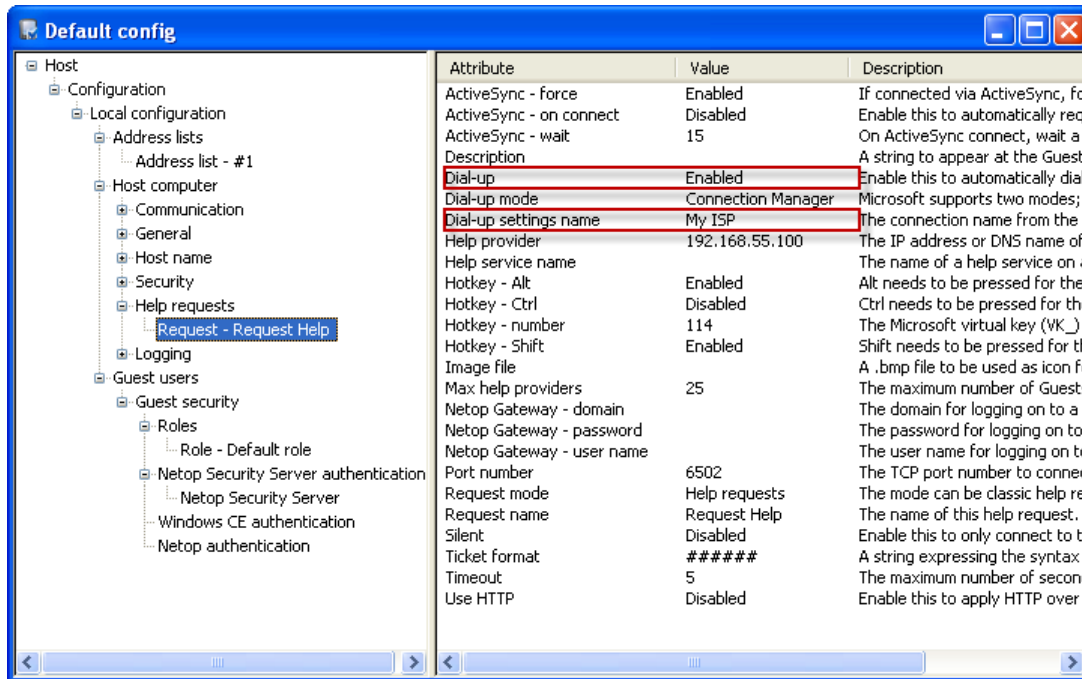 Default config
Host
Configuration
Local configuration
Address lists
Address list - #1
Host computer
Communication
General
Host name
Security
Help requests
Request - Request Help
Logging
Guest users
Guest security
Roles
Role - Default role
Netop Security Server authentication
Netop Security Server
Windows CE authentication
Netop authentication
Attribute Value Description
ActiveSync - force Enabled If connected via ActiveSync, fo
ActiveSync - on connect Disabled Enable this to automatically req
ActiveSync - wait 15 On ActiveSync connect, wait a
Description A string to appear at the Guest
Dial-up Enabled Enable this to automatically dial
Dial-up mode Connection Manager Microsoft supports two modes;
Dial-up settings name My ISP The connection name from the
Help provider 192.168.55.100 The IP address or DNS name of
Help service name The name of a help service on a
Hotkey - Alt Enabled Alt needs to be pressed for the
Hotkey - Ctrl Disabled Ctrl needs to be pressed for th
Hotkey - number 114 The Microsoft virtual key (VK_)
Hotkey - Shift Enabled Shift needs to be pressed for th
Image file A .bmp file to be used as icon f
Max help providers 25 The maximum number of Guest
Netop Gateway - domain The domain for logging on to a
Netop Gateway - password The password for logging on to
Netop Gateway - user name The user name for logging on to
Port number 6502 The TCP port number to connec
Request mode Help requests The mode can be classic help re
Request name Request Help The name of this help request.
Silent Disabled Enable this to only connect to t
Ticket format ###### A string expressing the syntax
Timeout 5 The maximum number of secon
Use HTTP Disabled Enable this to apply HTTP over